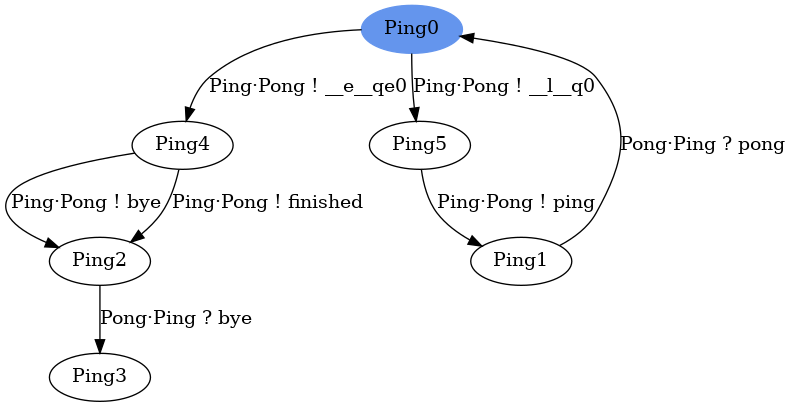 Ping0
Ping·Pong ! __e__qe0
Ping·Pong ! __l__q0
Ping4
Ping5
Pong·Ping ? pong
Ping·Pong ! bye
Ping·Pong ! finished
Ping·Pong ! ping
Ping2
Ping1
Pong·Ping ? bye
Ping3